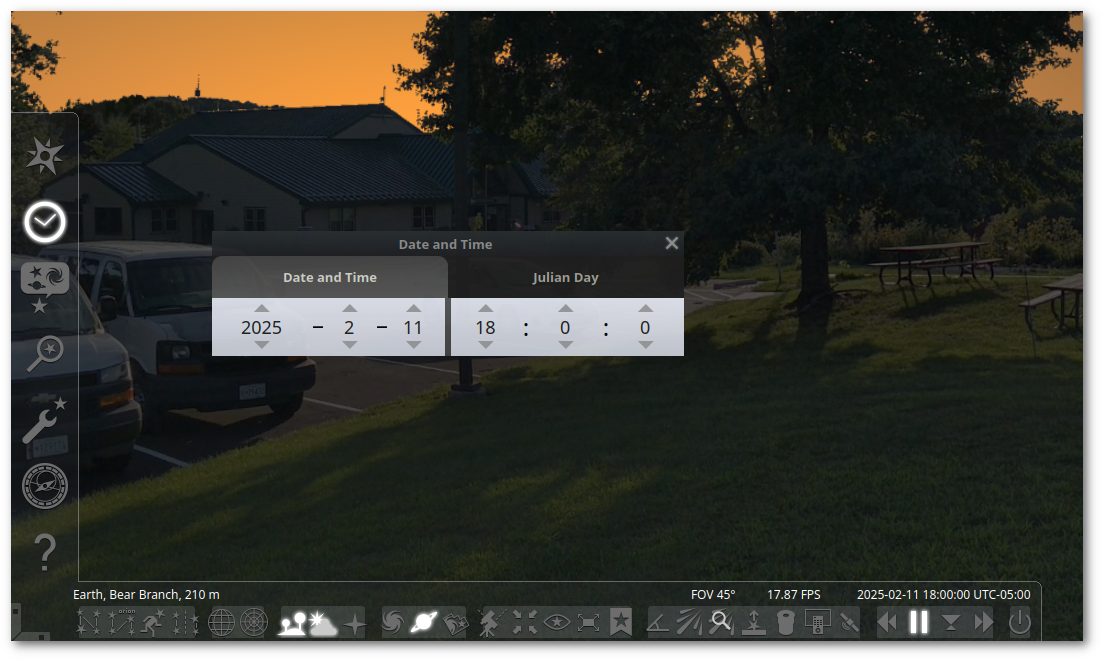 Date and Time
Date and Time Julian Day
2025 – 2 – 11 18 : 0 : 0
Earth, Bear Branch, 210 m FOV 45° 17.87 FPS 2025-02-11 18:00:00 UTC-05:00